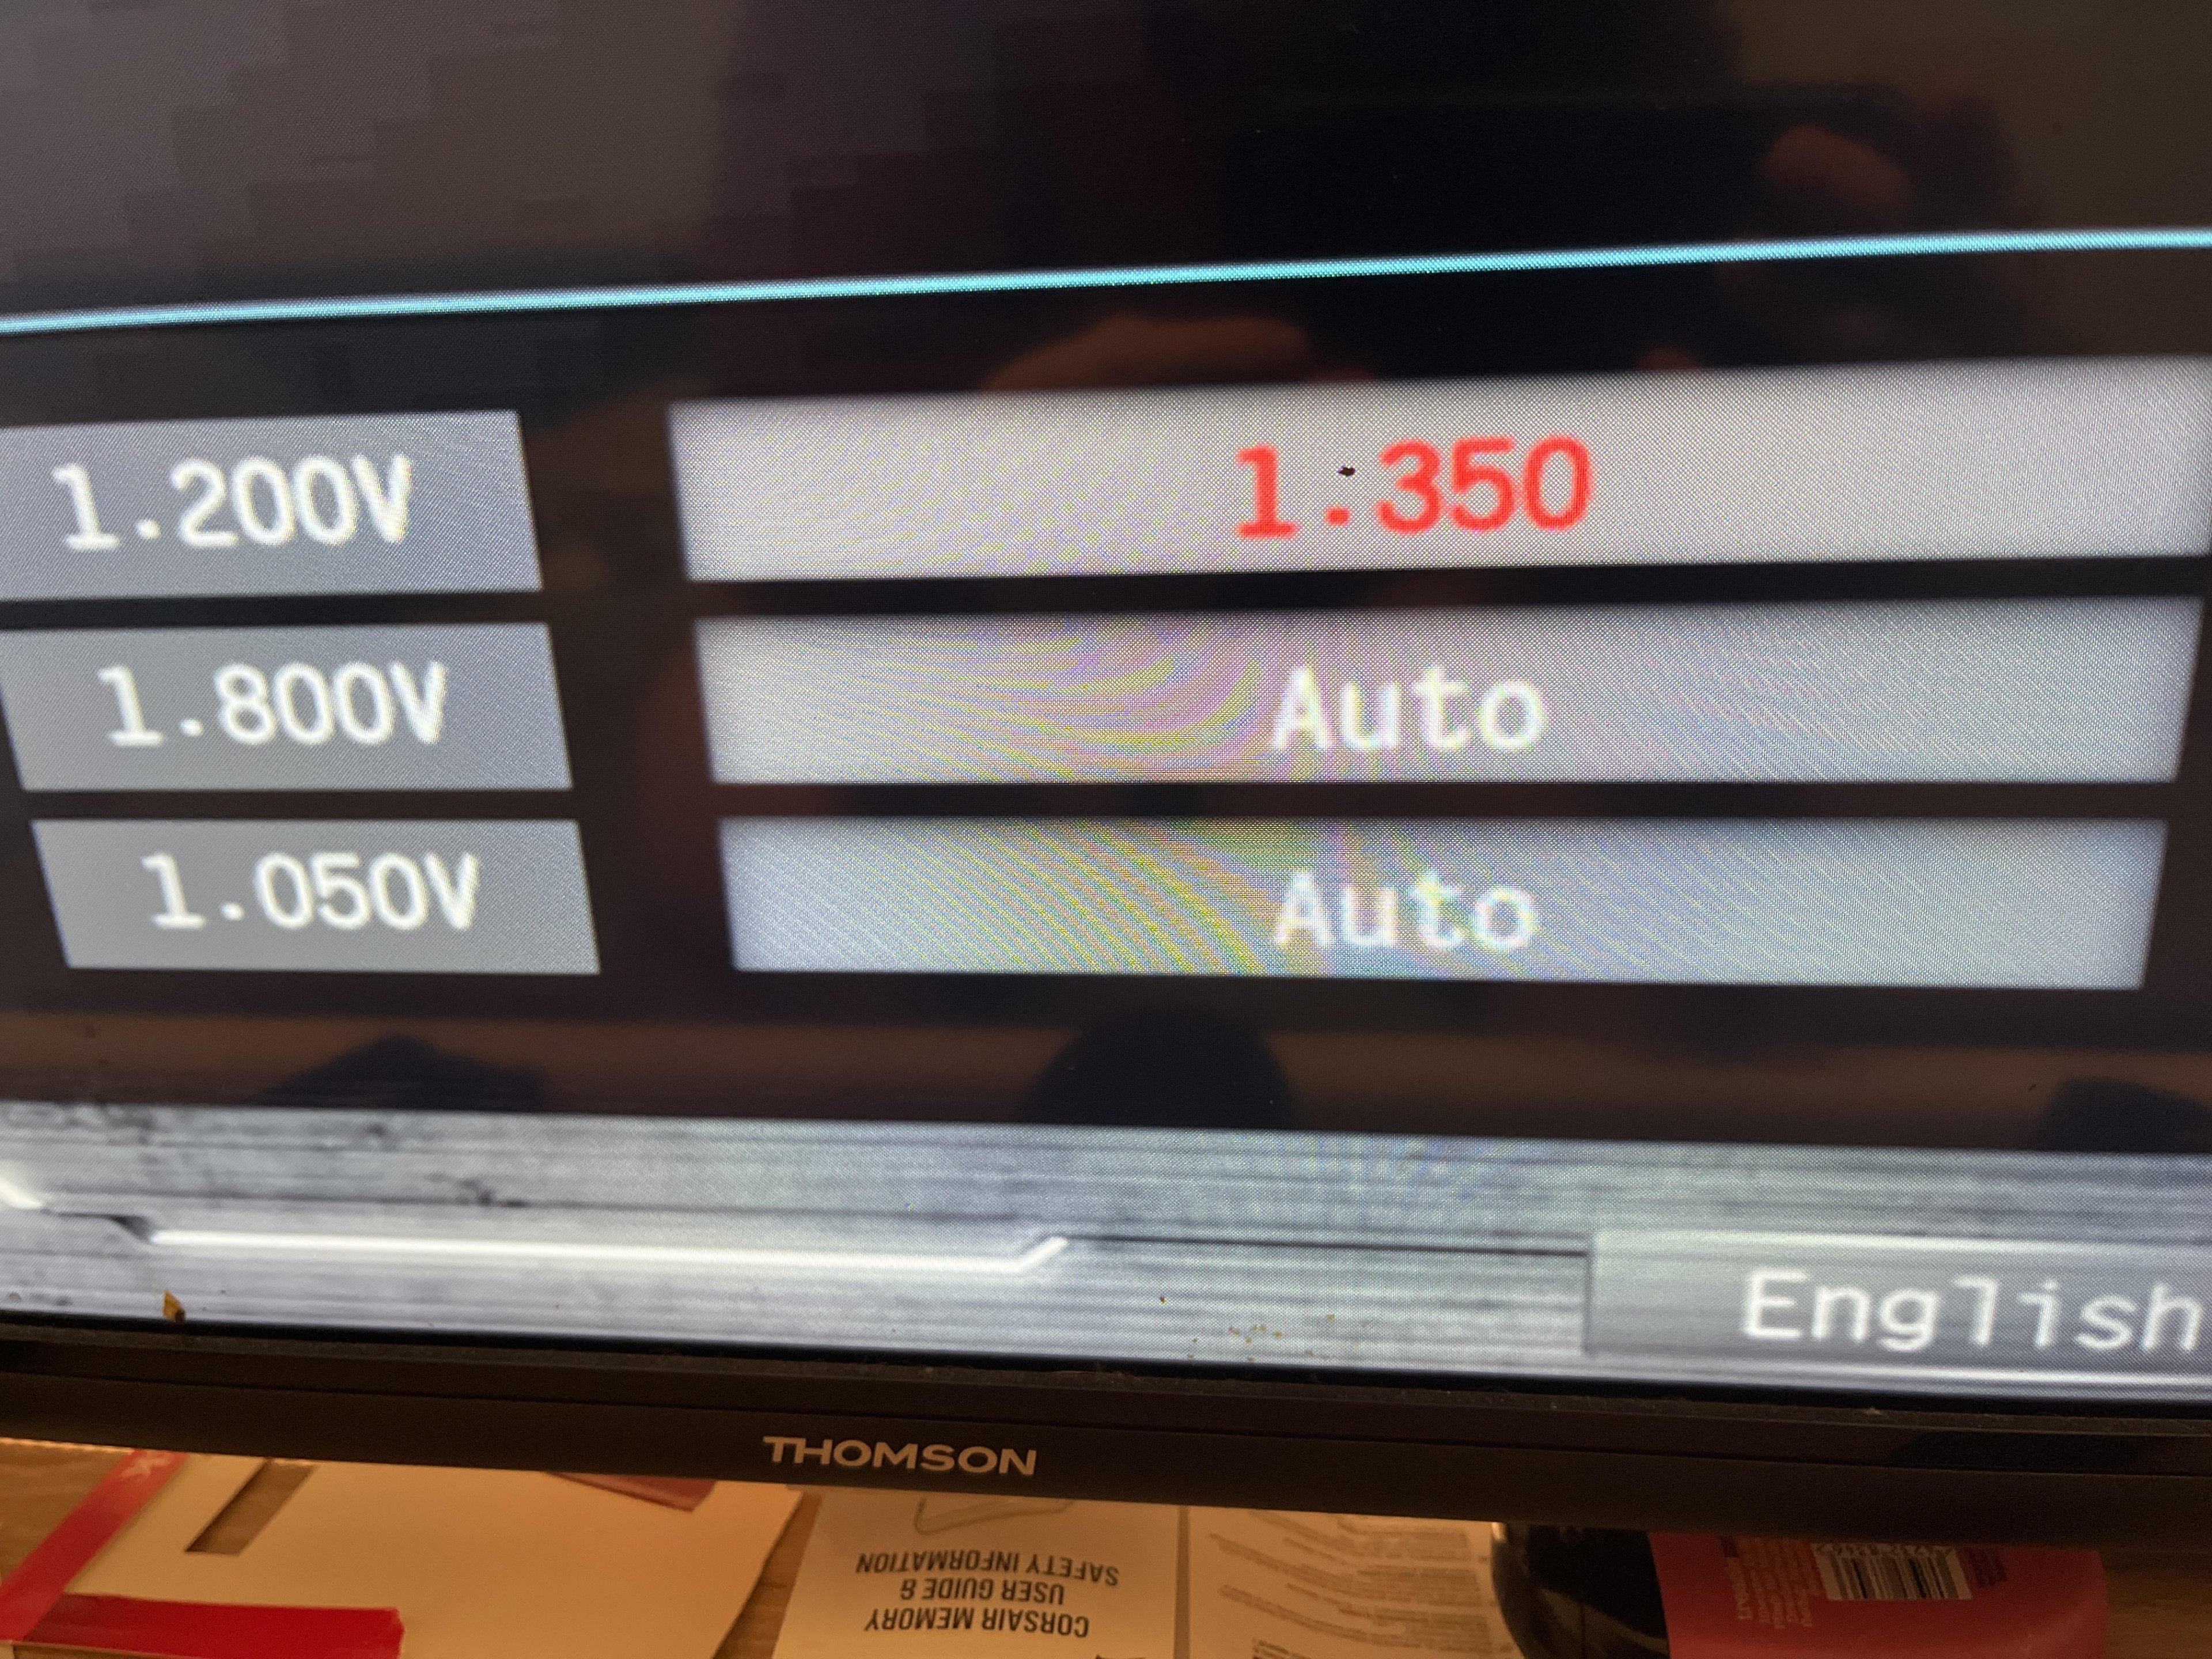 1.200V 1.350
1.800V Auto
1.050V Auto
English
THOMSON
CORSAIR MEMORY
USER GUIDE &
SAFETY INFORMATION